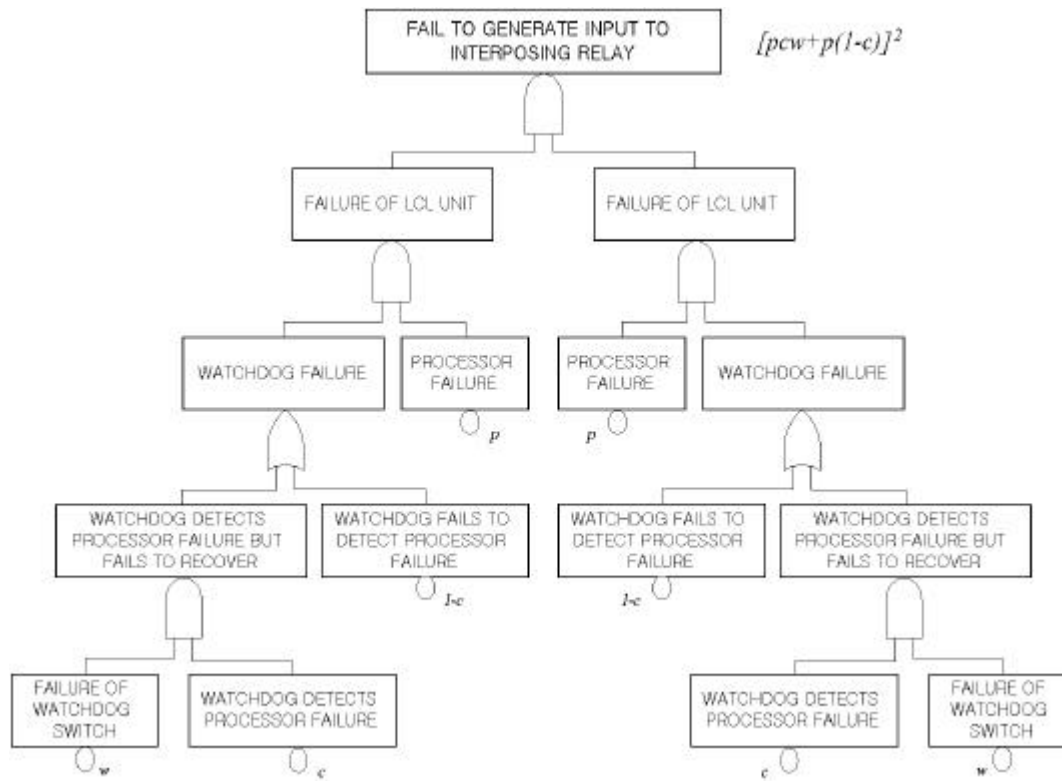 FAIL TO GENERATE INPUT TO
INTERPOSING RELAY
[pcw+p(1-c)]²
FAILURE OF LCL UNIT
FAILURE OF LCL UNIT
WATCHDOG FAILURE
PROCESSOR
FAILURE
PROCESSOR
FAILURE
WATCHDOG FAILURE
p
p
WATCHDOG DETECTS
PROCESSOR FAILURE BUT
FAILS TO RECOVER
WATCHDOG FAILS TO
DETECT PROCESSOR
FAILURE
WATCHDOG FAILS TO
DETECT PROCESSOR
FAILURE
WATCHDOG DETECTS
PROCESSOR FAILURE BUT
FAILS TO RECOVER
1-c
1-c
FAILURE OF
WATCHDOG
SWITCH
WATCHDOG DETECTS
PROCESSOR FAILURE
WATCHDOG DETECTS
PROCESSOR FAILURE
FAILURE OF
WATCHDOG
SWITCH
w
c
c
w